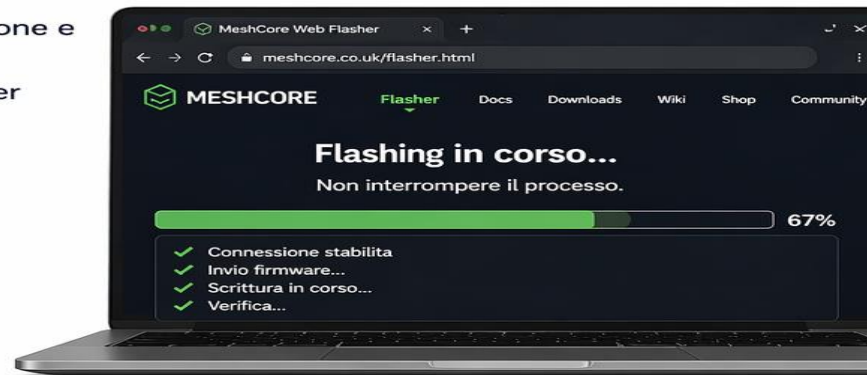 one e
er
MeshCore Web Flasher
meshcore.co.uk/flasher.html
MESHCORE Flasher Docs Downloads Wiki Shop Community
Flashing in corso...
Non interrompere il processo.
67%
Connessione stabilita
Invio firmware...
Scrittura in corso...
Verifica...